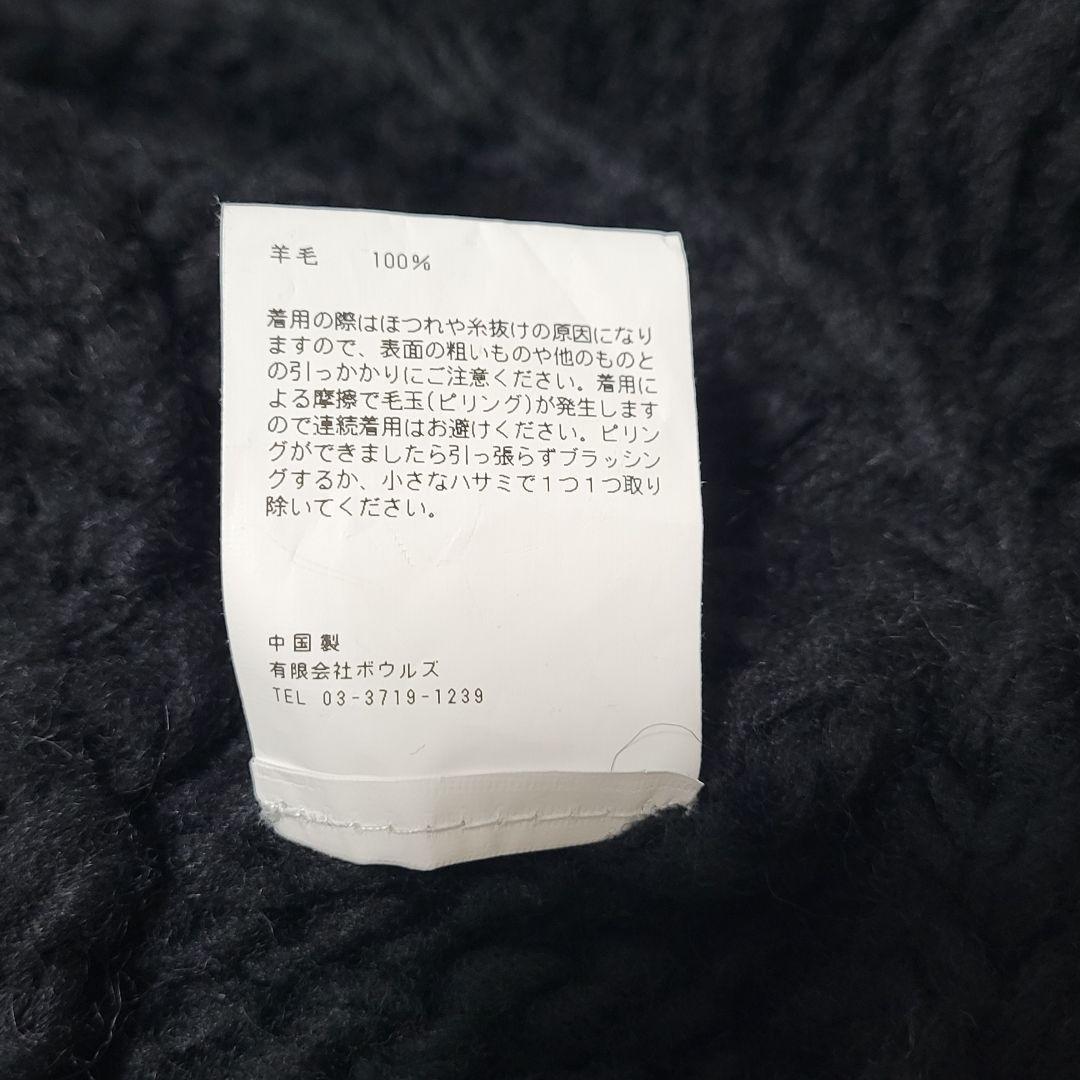 羊毛 100%
着用の際はほつれや糸抜けの原因になり
ますので、表面の粗いものや他のものと
の引っかかりにご注意ください。着用に
よる摩擦で毛玉(ピリング)が発生します
ので連続着用はお避けください。ピリン
グができましたら引っ張らずブラッシン
グするか、小さなハサミで1つ1つ取り
除いてください。
中国製
有限会社ボウルズ
TEL 03-3719-1239